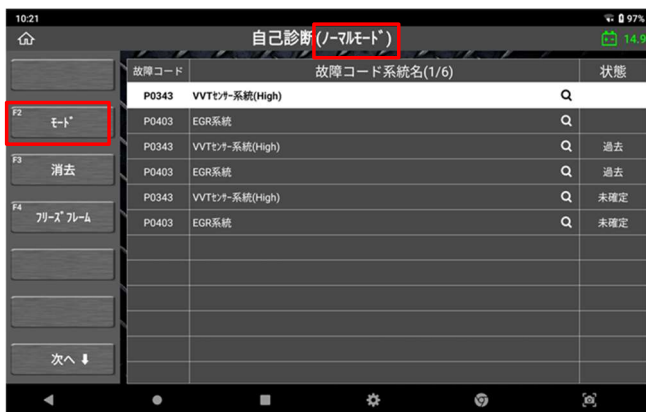 10:21 97%
自己診断(ﾉｰﾏﾙﾓｰﾄﾞ) 14.9
故障コード 故障コード系統名(1/6) 状態
P0343 VVTｾﾝｻｰ系統(High)
F2 ﾓｰﾄﾞ
P0403 EGR系統
P0343 VVTｾﾝｻｰ系統(High) 過去
F3 消去
P0403 EGR系統 過去
P0343 VVTｾﾝｻｰ系統(High) 未確定
F4 ﾌﾘｰｽﾞﾌﾚｰﾑ
P0403 EGR系統 未確定
次へ ⬇